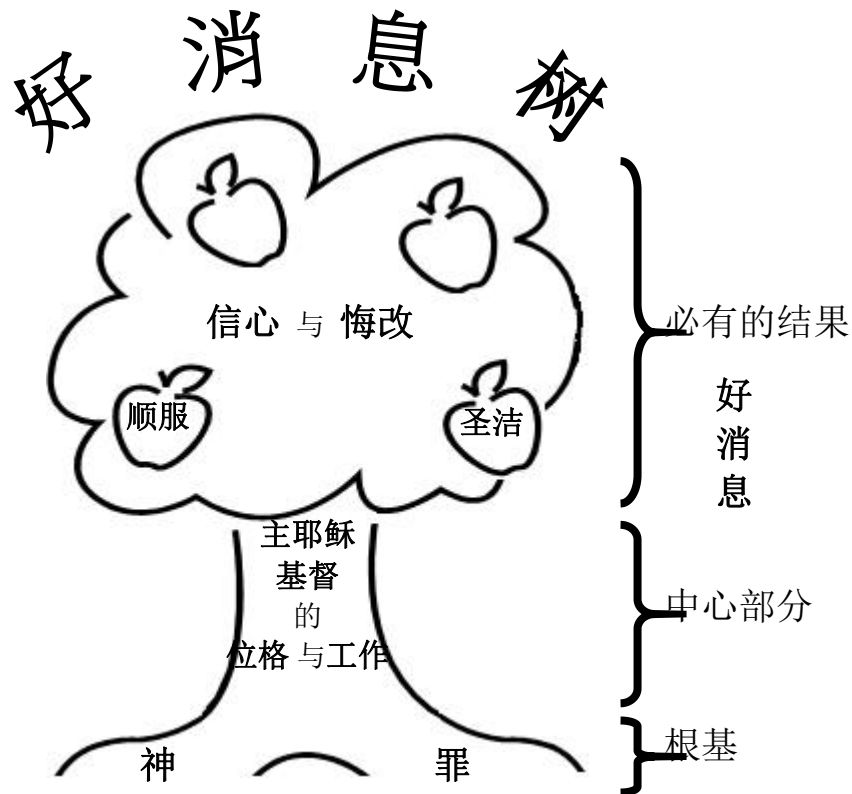 好消息树
信心 与 悔改
必有的结果
顺服
圣洁
好
消
息
主耶稣
基督
的
位格 与 工作
中心部分
根基
神
罪